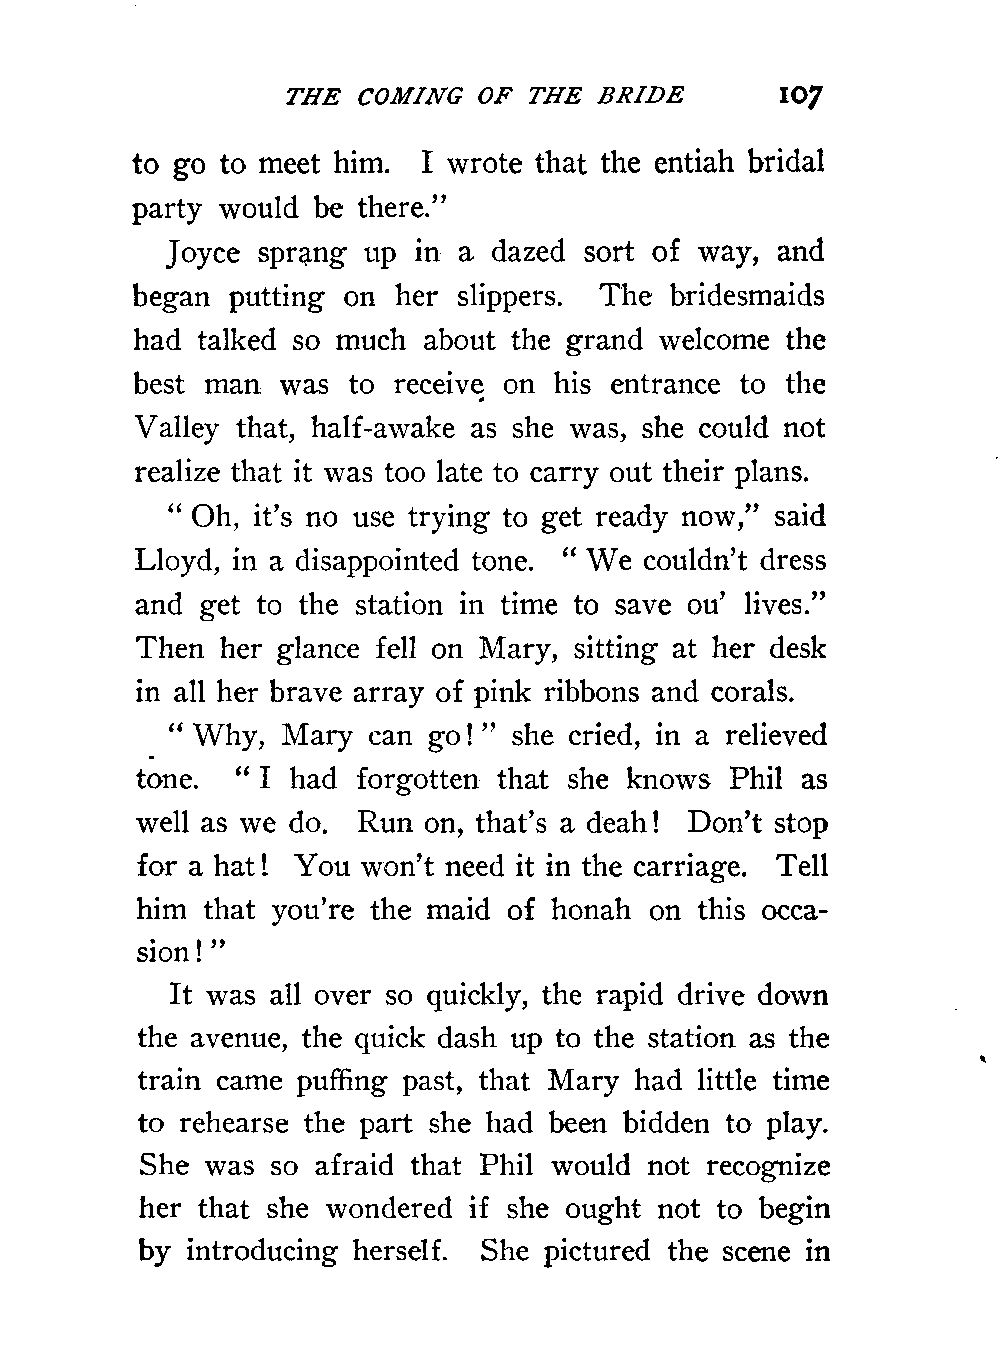 THE COMING OF THE BRIDE 107
to go to meet him. I wrote that the entiah bridal
party would be there."
Joyce sprang up in a dazed sort of way, and
began putting on her slippers. The bridesmaids
had talked so much about the grand welcome the
best man was to receive on his entrance to the
Valley that, half-awake as she was, she could not
realize that it was too late to carry out their plans.
" Oh, it's no use trying to get ready now," said
Lloyd, in a disappointed tone. " We couldn't dress
and get to the station in time to save ou' lives."
Then her glance fell on Mary, sitting at her desk
in all her brave array of pink ribbons and corals.
" Why, Mary can go! " she cried, in a relieved
tone. " I had forgotten that she knows Phil as
well as we do. Run on, that's a deah! Don't stop
for a hat! You won't need it in the carriage. Tell
him that you're the maid of honah on this occa-
sion! "
It was all over so quickly, the rapid drive down
the avenue, the quick dash up to the station as the
train came puffing past, that Mary had little time
to rehearse the part she had been bidden to play.
She was so afraid that Phil would not recognize
her that she wondered if she ought not to begin
by introducing herself. She pictured the scene in